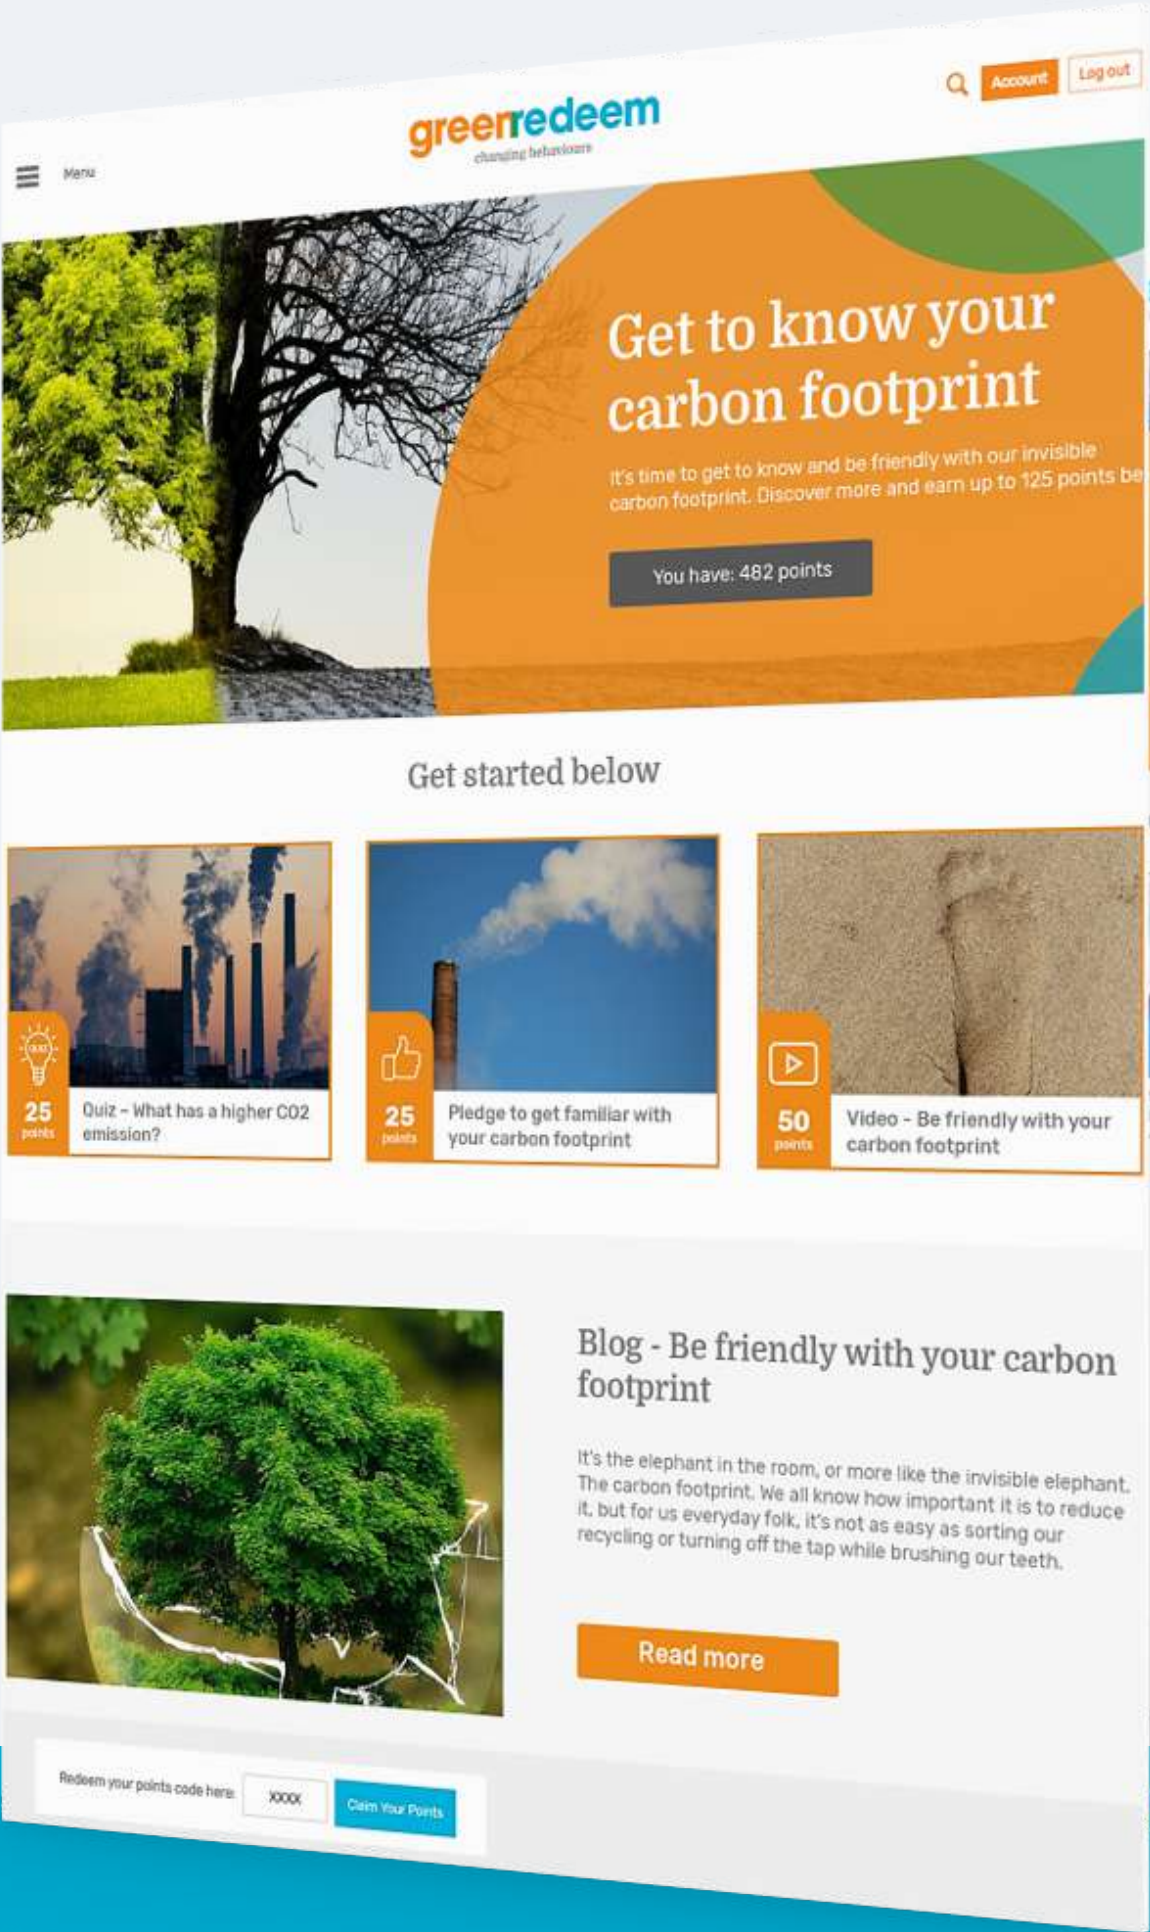 Account
Log out
greenredeem
changing behaviours
Menu
Get to know your
carbon footprint
It's time to get to know and be friendly with our invisible
carbon footprint. Discover more and earn up to 125 points be
You have: 482 points
Get started below
QUIZ
25
points
Quiz – What has a higher CO2
emission?
25
points
Pledge to get familiar with
your carbon footprint
50
points
Video - Be friendly with your
carbon footprint
Blog - Be friendly with your carbon
footprint
It's the elephant in the room, or more like the invisible elephant.
The carbon footprint. We all know how important it is to reduce
it, but for us everyday folk, it's not as easy as sorting our
recycling or turning off the tap while brushing our teeth.
Read more
Redeem your points code here:
XXXX
Claim Your Points